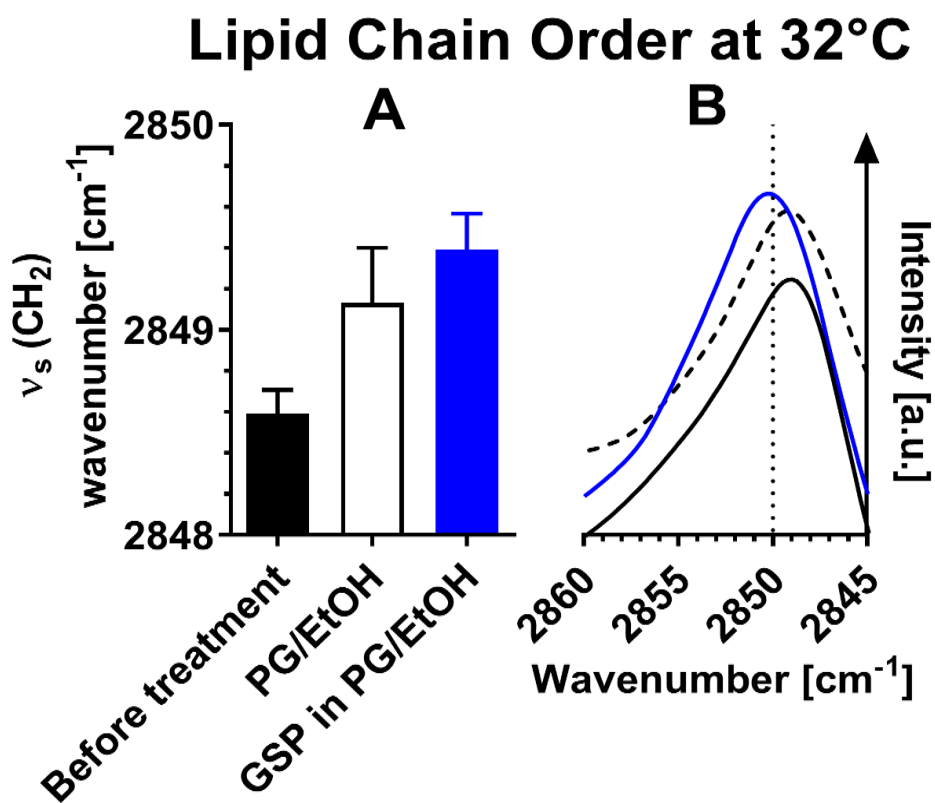 Lipid Chain Order at 32°C
A
B
2850
2849
2848
νs (CH2)
wavenumber [cm-1]
Before treatment
PG/EtOH
GSP in PG/EtOH
2860
2855
2850
2845
Wavenumber [cm-1]
Intensity [a.u.]